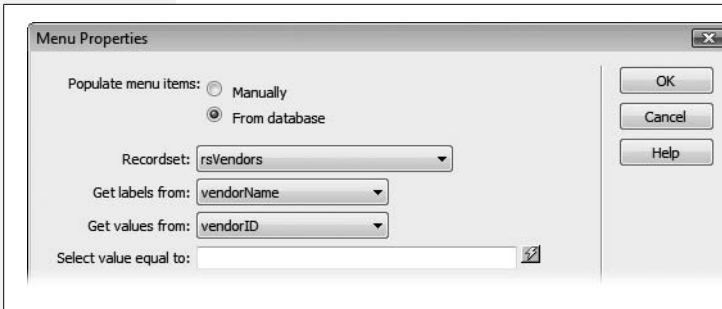 Menu Properties
Populate menu items: Manually
From database
Recordset: rsVendors
Get labels from: vendorName
Get values from: vendorID
Select value equal to:
OK
Cancel
Help